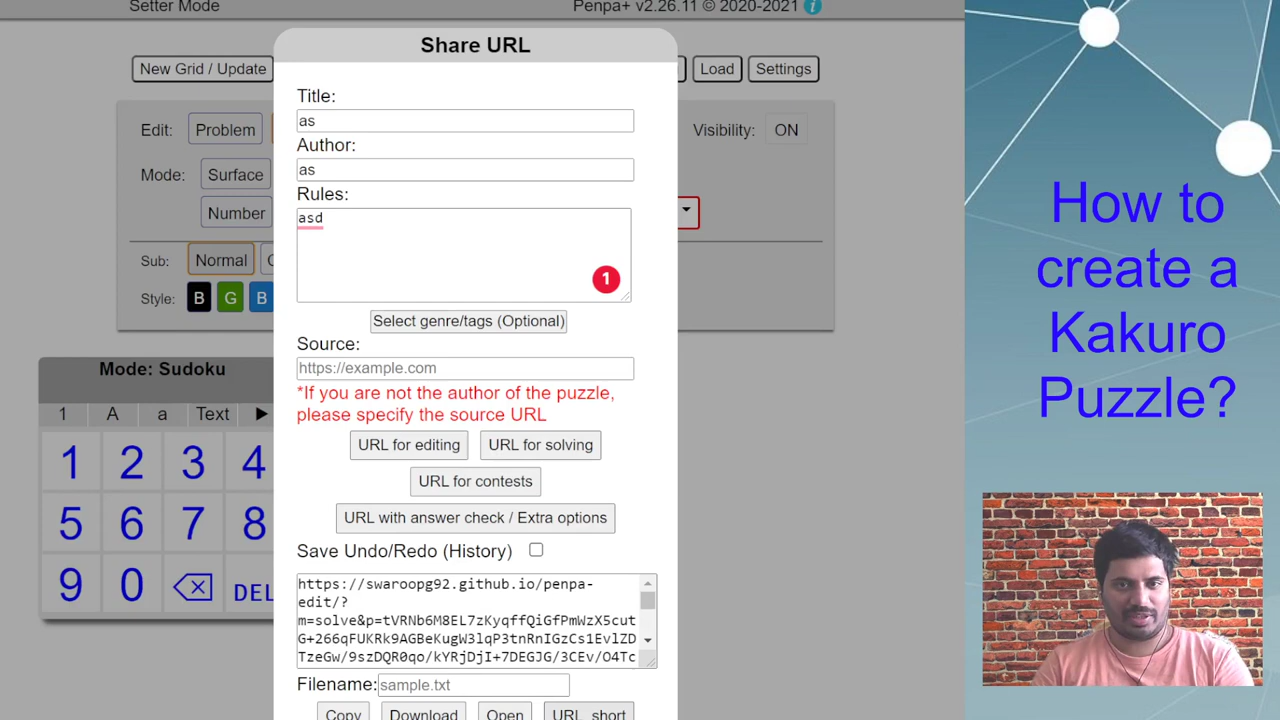 Setter Mode
Penpa+ v2.26.11 © 2020-2021 i
Share URL
New Grid / Update
Load
Settings
Title:
as
Author:
as
Rules:
asd
1
Edit:
Problem
Visibility:
ON
Mode:
Surface
Number
Sub:
Normal
Style:
B
G
B
Select genre/tags (Optional)
Source:
https://example.com
*If you are not the author of the puzzle,
please specify the source URL
URL for editing
URL for solving
URL for contests
URL with answer check / Extra options
Save Undo/Redo (History)
https://swaroopg92.github.io/penpa-
edit/?
m=solve&p=tVRNb6M8EL7zKyqffQiGfPmWzX5cut
G+266qFUKRk9AGBeKugW3lqP3tnRnIGzCs1EvlZD
TzeGw/9szDQR0qo/kYRjDjI+7DEGJG/3CEv/O4Tc
Filename:
sample.txt
Copy
Download
Open
URL_short
Mode: Sudoku
1 A a Text ▶
1 2 3 4
5 6 7 8
9 0 DEL
How to
create a
Kakuro
Puzzle?